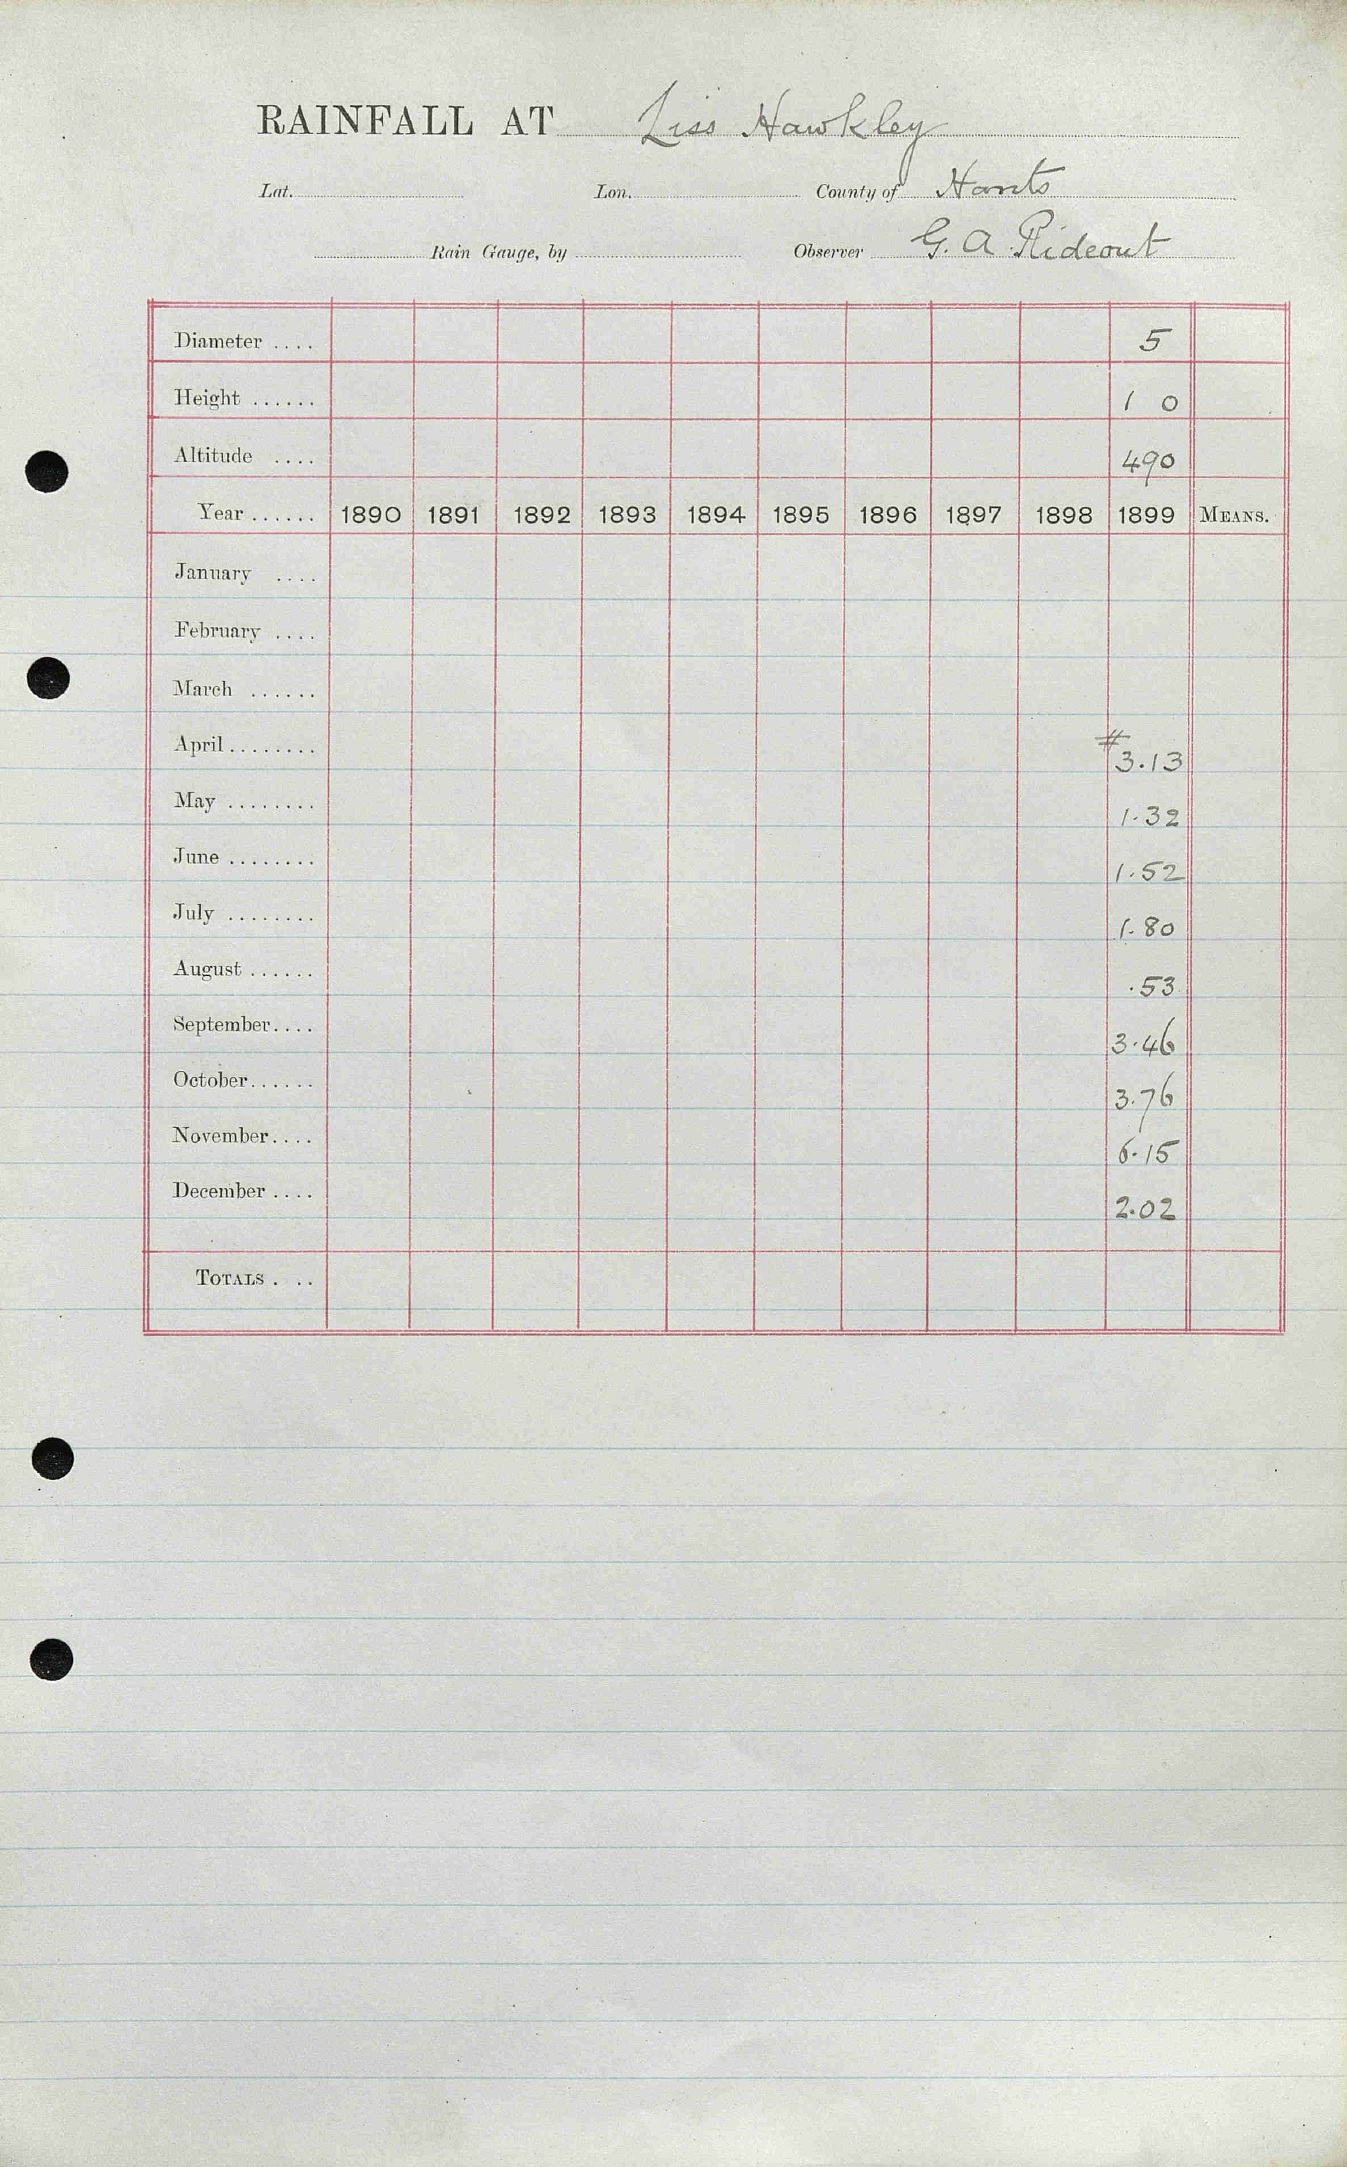 RAINFALL AT Liss Hawkley
Lat. Lon. County of Hants
Rain Gauge, by Observer G. A. Rideout
Diameter .... 5
Height ...... 1 0
Altitude .... 490
Year ...... 1890 1891 1892 1893 1894 1895 1896 1897 1898 1899 MEANS.
January ....
February ....
March ......
April ........ # 3.13
May ........ 1.32
June ........ 1.52
July ........ 1.80
August ...... .53
September .... 3.46
October ...... 3.76
November .... 6.15
December .... 2.02
TOTALS . ..